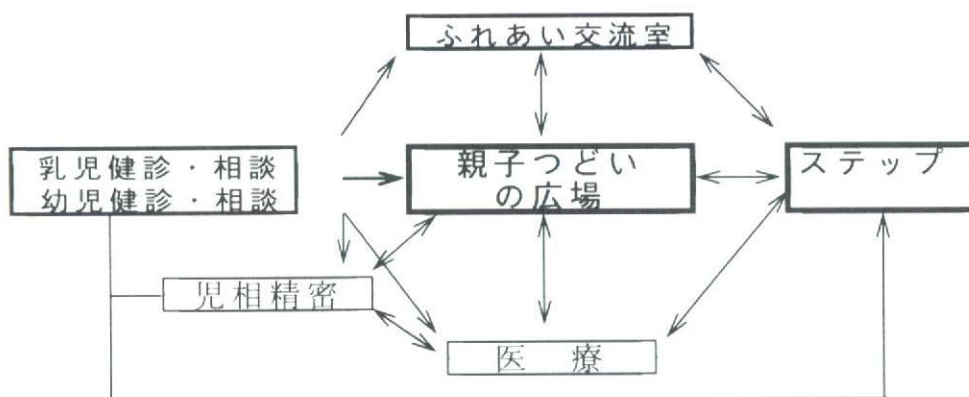 ふれあい交流室
乳児健診・相談
幼児健診・相談
親子つどい
の広場
ステップ
児相精密
医　療